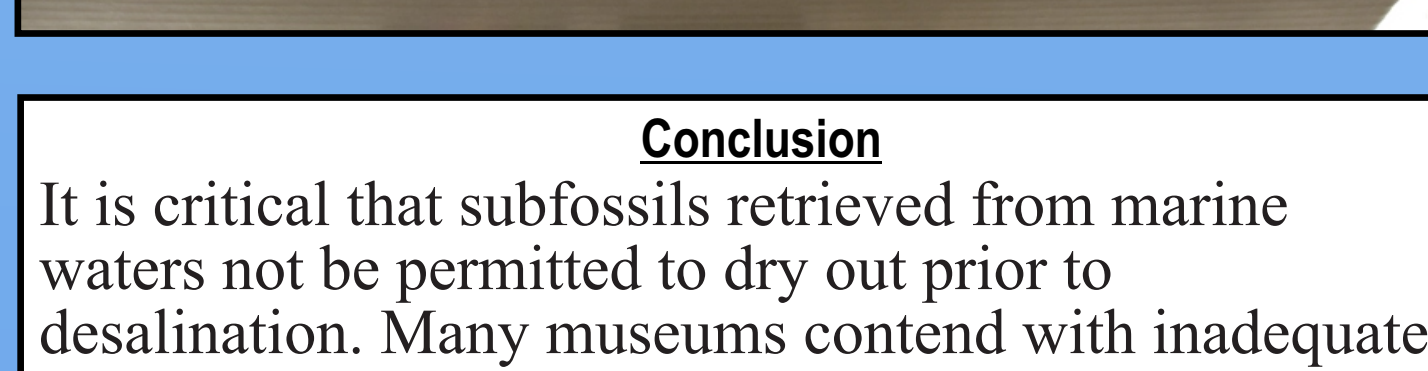 Conclusion
It is critical that subfossils retrieved from marine
waters not be permitted to dry out prior to
desalination. Many museums contend with inadequate